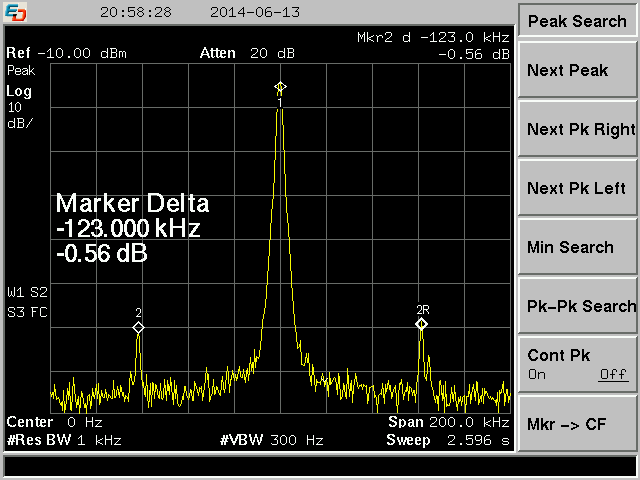 ED 20:58:28 2014-06-13
Mkr2 d -123.0 kHz
Ref -10.00 dBm Atten 20 dB -0.56 dB
Peak
Log
10
dB/
1
Marker Delta
-123.000 kHz
-0.56 dB
W1 S2
S3 FC
2
2R
Center 0 Hz Span 200.0 kHz
#Res BW 1 kHz #VBW 300 Hz Sweep 2.596 s
Peak Search
Next Peak
Next Pk Right
Next Pk Left
Min Search
Pk-Pk Search
Cont Pk
On Off
Mkr -> CF